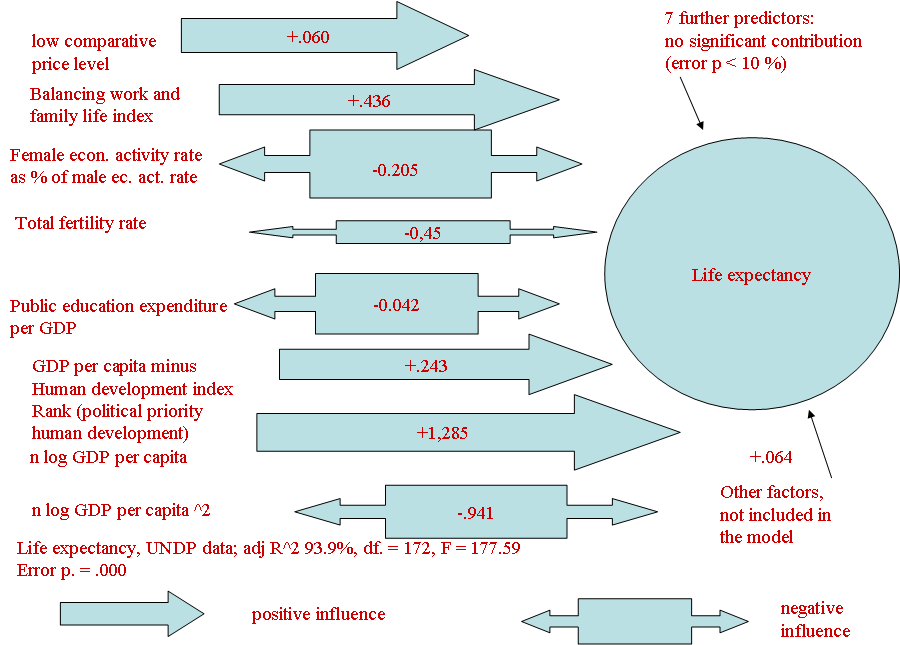 low comparative
price level
+.060
7 further predictors:
no significant contribution
(error p < 10 %)
Balancing work and
family life index
+.436
Female econ. activity rate
as % of male ec. act. rate
-0.205
Total fertility rate
-0,45
Life expectancy
Public education expenditure
per GDP
-0.042
GDP per capita minus
Human development index
Rank (political priority
human development)
+.243
n log GDP per capita
+1,285
+.064
Other factors,
not included in
the model
n log GDP per capita ^2
-.941
Life expectancy, UNDP data; adj R^2 93.9%, df. = 172, F = 177.59
Error p. = .000
positive influence
negative
influence